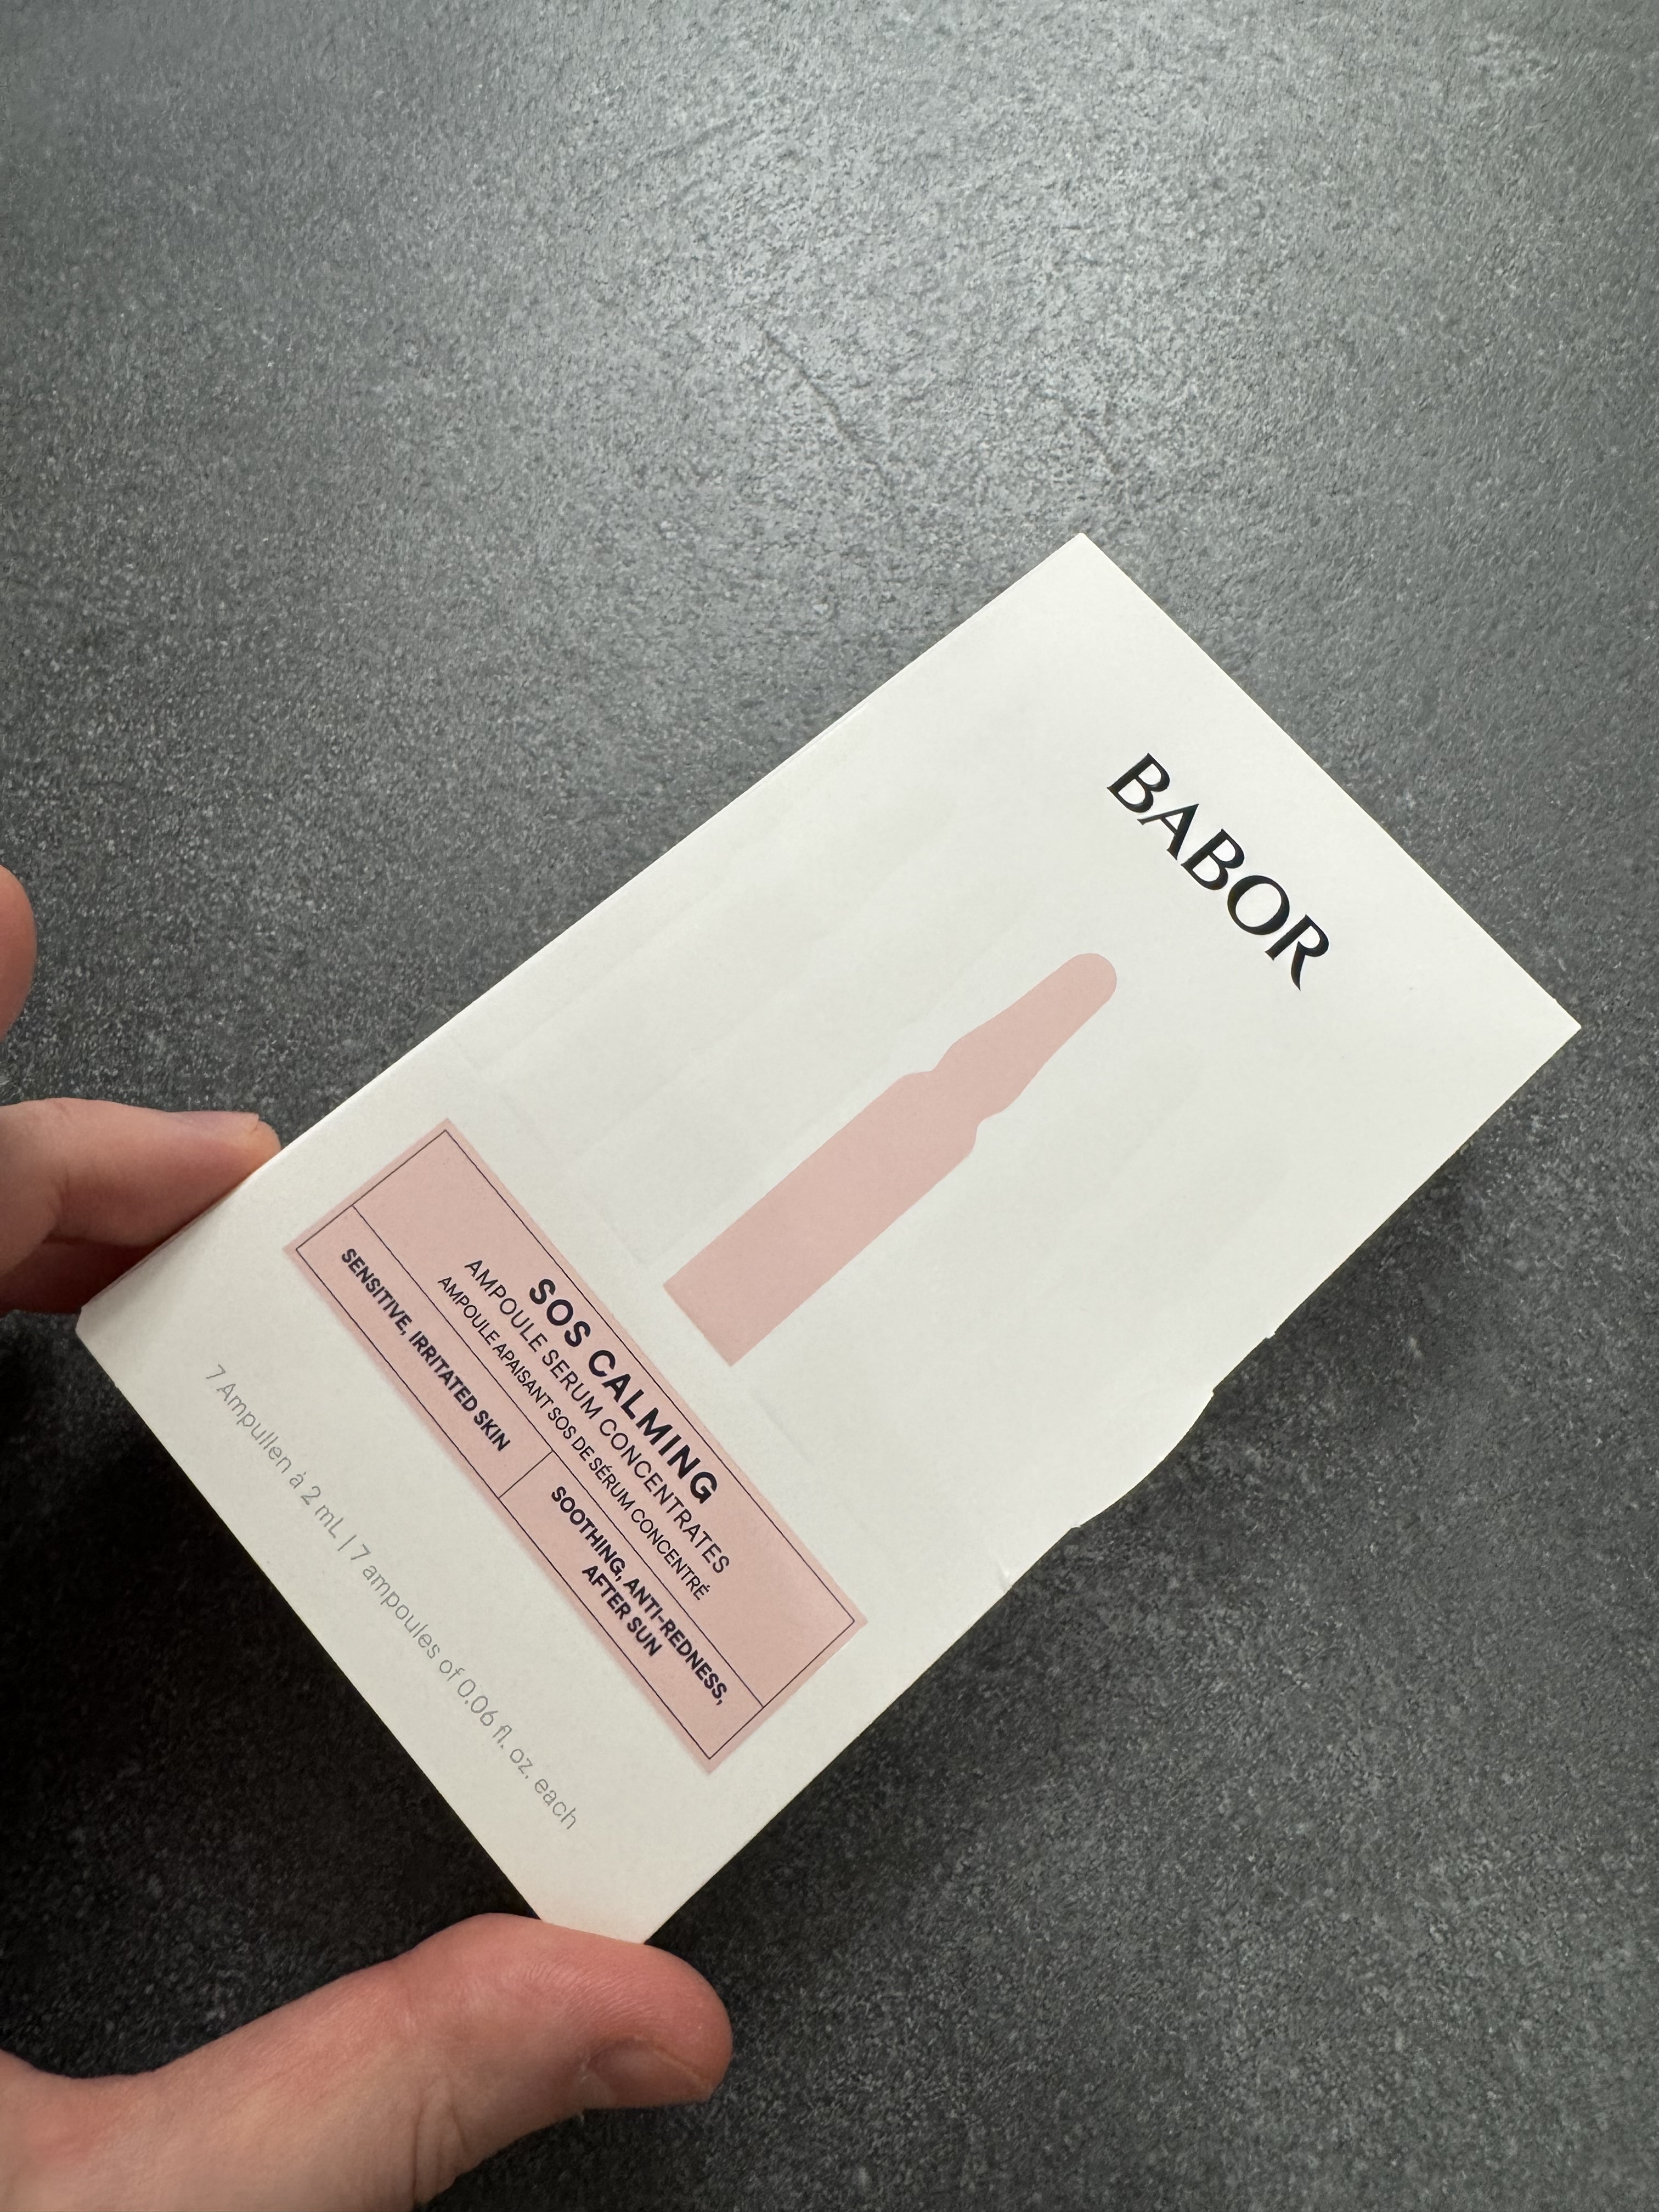 BABOR
SOS CALMING
AMPOULE SERUM CONCENTRATES
AMPOULE APAISANT SOS DE SÉRUM CONCENTRÉ
SENSITIVE, IRRITATED SKIN
SOOTHING, ANTI-REDNESS,
AFTER SUN
7 Ampullen à 2 mL | 7 ampoules of 0.06 fl. oz. each